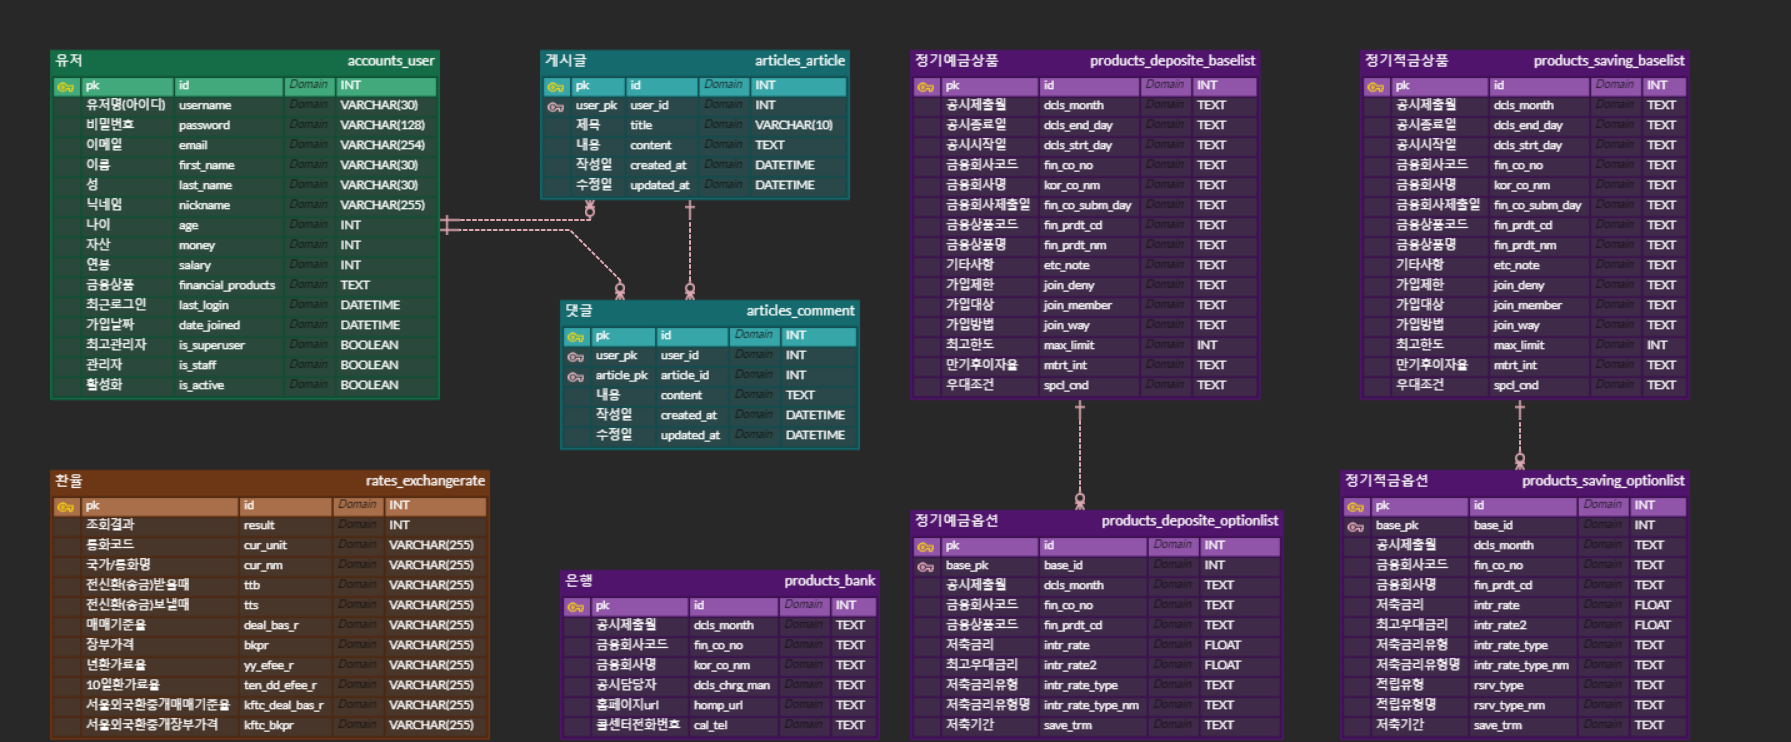 유저 accounts_user
pk id Domain INT
유저명(아이디) username Domain VARCHAR(30)
비밀번호 password Domain VARCHAR(128)
이메일 email Domain VARCHAR(254)
이름 first_name Domain VARCHAR(30)
성 last_name Domain VARCHAR(30)
닉네임 nickname Domain VARCHAR(255)
나이 age Domain INT
자산 money Domain INT
연봉 salary Domain INT
금융상품 financial_products Domain TEXT
최근로그인 last_login Domain DATETIME
가입날짜 date_joined Domain DATETIME
최고관리자 is_superuser Domain BOOLEAN
관리자 is_staff Domain BOOLEAN
활성화 is_active Domain BOOLEAN
게시글 articles_article
pk id Domain INT
user_pk user_id Domain INT
제목 title Domain VARCHAR(10)
내용 content Domain TEXT
작성일 created_at Domain DATETIME
수정일 updated_at Domain DATETIME
댓글 articles_comment
pk id Domain INT
user_pk user_id Domain INT
article_pk article_id Domain INT
내용 content Domain TEXT
작성일 created_at Domain DATETIME
수정일 updated_at Domain DATETIME
정기예금상품 products_deposite_baselist
pk id Domain INT
공시제출월 dcls_month Domain TEXT
공시종료일 dcls_end_day Domain TEXT
공시시작일 dcls_strt_day Domain TEXT
금융회사코드 fin_co_no Domain TEXT
금융회사명 kor_co_nm Domain TEXT
금융회사제출일 fin_co_subm_day Domain TEXT
금융상품코드 fin_prdt_cd Domain TEXT
금융상품명 fin_prdt_nm Domain TEXT
기타사항 etc_note Domain TEXT
가입제한 join_deny Domain TEXT
가입대상 join_member Domain TEXT
가입방법 join_way Domain TEXT
최고한도 max_limit Domain INT
만기후이자율 mtrt_int Domain TEXT
우대조건 spcl_cnd Domain TEXT
정기적금상품 products_saving_baselist
pk id Domain INT
공시제출월 dcls_month Domain TEXT
공시종료일 dcls_end_day Domain TEXT
공시시작일 dcls_strt_day Domain TEXT
금융회사코드 fin_co_no Domain TEXT
금융회사명 kor_co_nm Domain TEXT
금융회사제출일 fin_co_subm_day Domain TEXT
금융상품코드 fin_prdt_cd Domain TEXT
금융상품명 fin_prdt_nm Domain TEXT
기타사항 etc_note Domain TEXT
가입제한 join_deny Domain TEXT
가입대상 join_member Domain TEXT
가입방법 join_way Domain TEXT
최고한도 max_limit Domain INT
만기후이자율 mtrt_int Domain TEXT
우대조건 spcl_cnd Domain TEXT
환율 rates_exchangerate
pk id Domain INT
조회결과 result Domain INT
통화코드 cur_unit Domain VARCHAR(255)
국가/통화명 cur_nm Domain VARCHAR(255)
전신환(송금)받을때 ttb Domain VARCHAR(255)
전신환(송금)보낼때 tts Domain VARCHAR(255)
매매기준율 deal_bas_r Domain VARCHAR(255)
장부가격 bkpr Domain VARCHAR(255)
년환가료율 yy_efee_r Domain VARCHAR(255)
10일환가료율 ten_dd_efee_r Domain VARCHAR(255)
서울외국환중개매매기준율 kftc_deal_bas_r Domain VARCHAR(255)
서울외국환중개장부가격 kftc_bkpr Domain VARCHAR(255)
은행 products_bank
pk id Domain INT
공시제출월 dcls_month Domain TEXT
금융회사코드 fin_co_no Domain TEXT
금융회사명 kor_co_nm Domain TEXT
공시담당자 dcls_chrg_man Domain TEXT
홈페이지url homp_url Domain TEXT
콜센터전화번호 cal_tel Domain TEXT
정기예금옵션 products_deposite_optionlist
pk id Domain INT
base_pk base_id Domain INT
공시제출월 dcls_month Domain TEXT
금융회사코드 fin_co_no Domain TEXT
금융상품코드 fin_prdt_cd Domain TEXT
저축금리 intr_rate Domain FLOAT
최고우대금리 intr_rate2 Domain FLOAT
저축금리유형 intr_rate_type Domain TEXT
저축금리유형명 intr_rate_type_nm Domain TEXT
저축기간 save_trm Domain TEXT
정기적금옵션 products_saving_optionlist
pk id Domain INT
base_pk base_id Domain INT
공시제출월 dcls_month Domain TEXT
금융회사코드 fin_co_no Domain TEXT
금융회사명 fin_prdt_cd Domain TEXT
저축금리 intr_rate Domain FLOAT
최고우대금리 intr_rate2 Domain FLOAT
저축금리유형 intr_rate_type Domain TEXT
저축금리유형명 intr_rate_type_nm Domain TEXT
적립유형 rsrv_type Domain TEXT
적립유형명 rsrv_type_nm Domain TEXT
저축기간 save_trm Domain TEXT